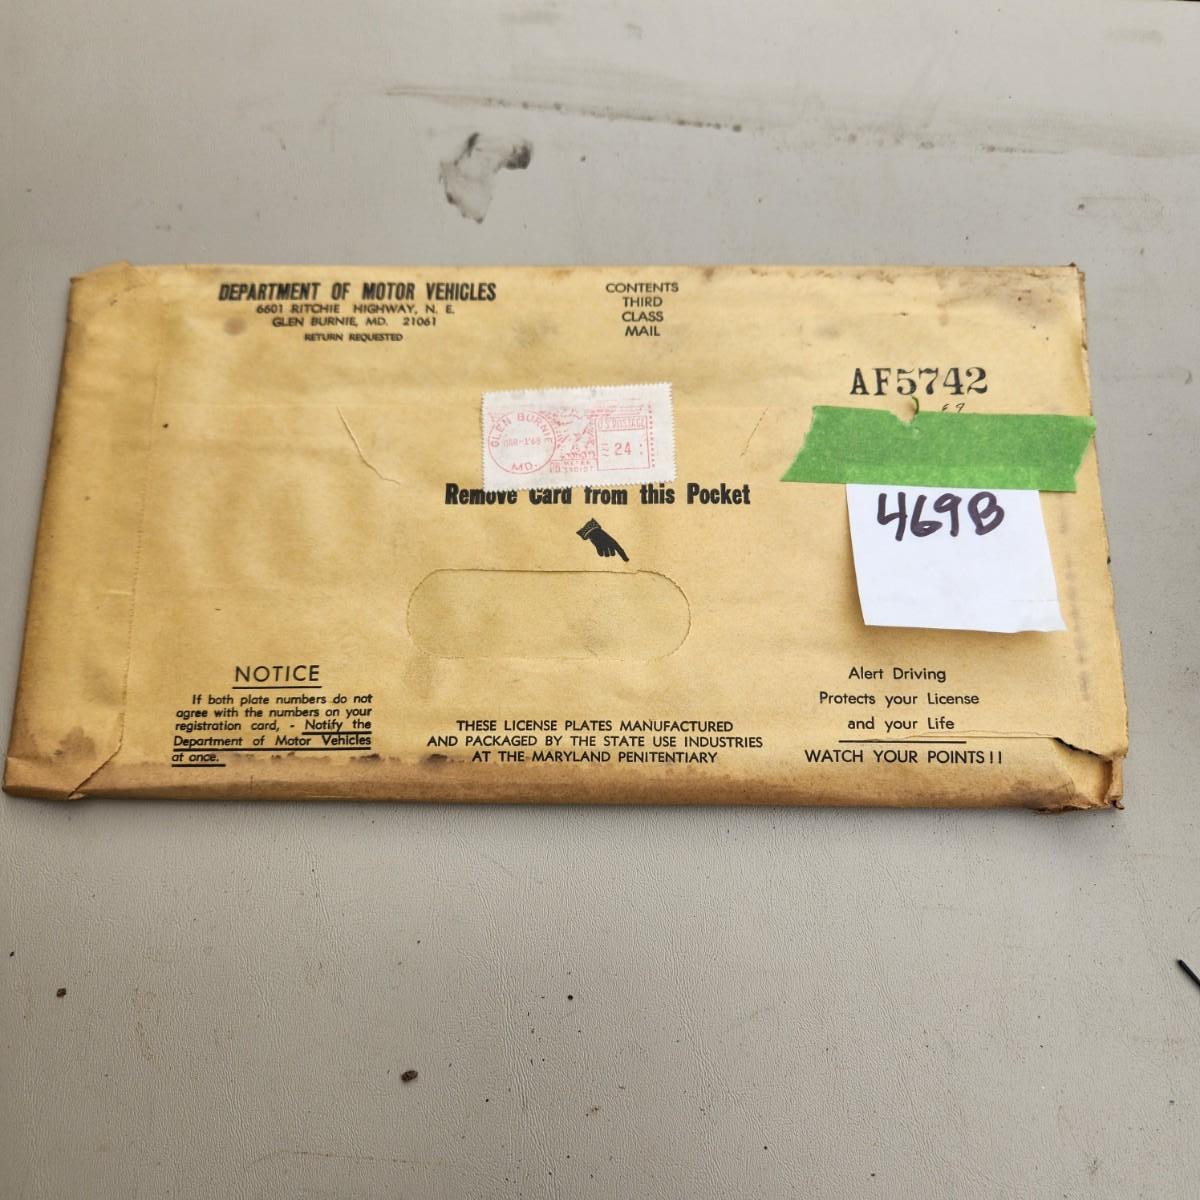 DEPARTMENT OF MOTOR VEHICLES
6601 RITCHIE HIGHWAY, N. E.
GLEN BURNIE, MD. 21061
RETURN REQUESTED
CONTENTS
THIRD
CLASS
MAIL
AF5742
GLEN BURNIE
MAR-1'68
MD.
U.S. POSTAGE
24
METER
Remove Card from this Pocket
469B
NOTICE
If both plate numbers do not
agree with the numbers on your
registration card, - Notify the
Department of Motor Vehicles
at once.
THESE LICENSE PLATES MANUFACTURED
AND PACKAGED BY THE STATE USE INDUSTRIES
AT THE MARYLAND PENITENTIARY
Alert Driving
Protects your License
and your Life
WATCH YOUR POINTS!!